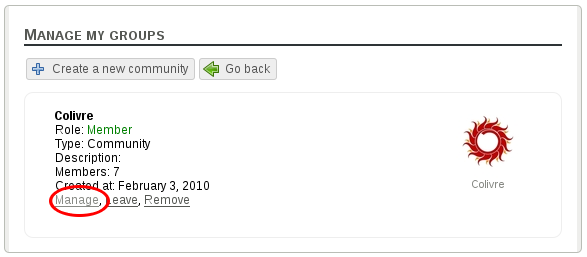 Manage my groups
Create a new community
Go back
Colivre
Role: Member
Type: Community
Description:
Members: 7
Created at: February 3, 2010
Manage, Leave, Remove
Colivre